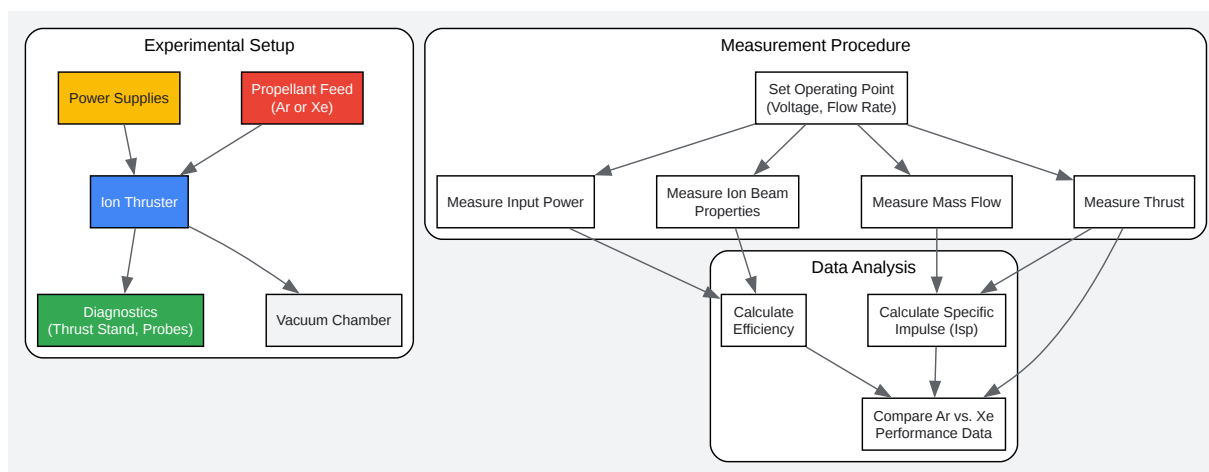 Experimental Setup
Power Supplies
Propellant Feed
(Ar or Xe)
Ion Thruster
Diagnostics
(Thrust Stand, Probes)
Vacuum Chamber
Measurement Procedure
Set Operating Point
(Voltage, Flow Rate)
Measure Input Power
Measure Ion Beam
Properties
Measure Mass Flow
Measure Thrust
Data Analysis
Calculate
Efficiency
Calculate Specific
Impulse (Isp)
Compare Ar vs. Xe
Performance Data